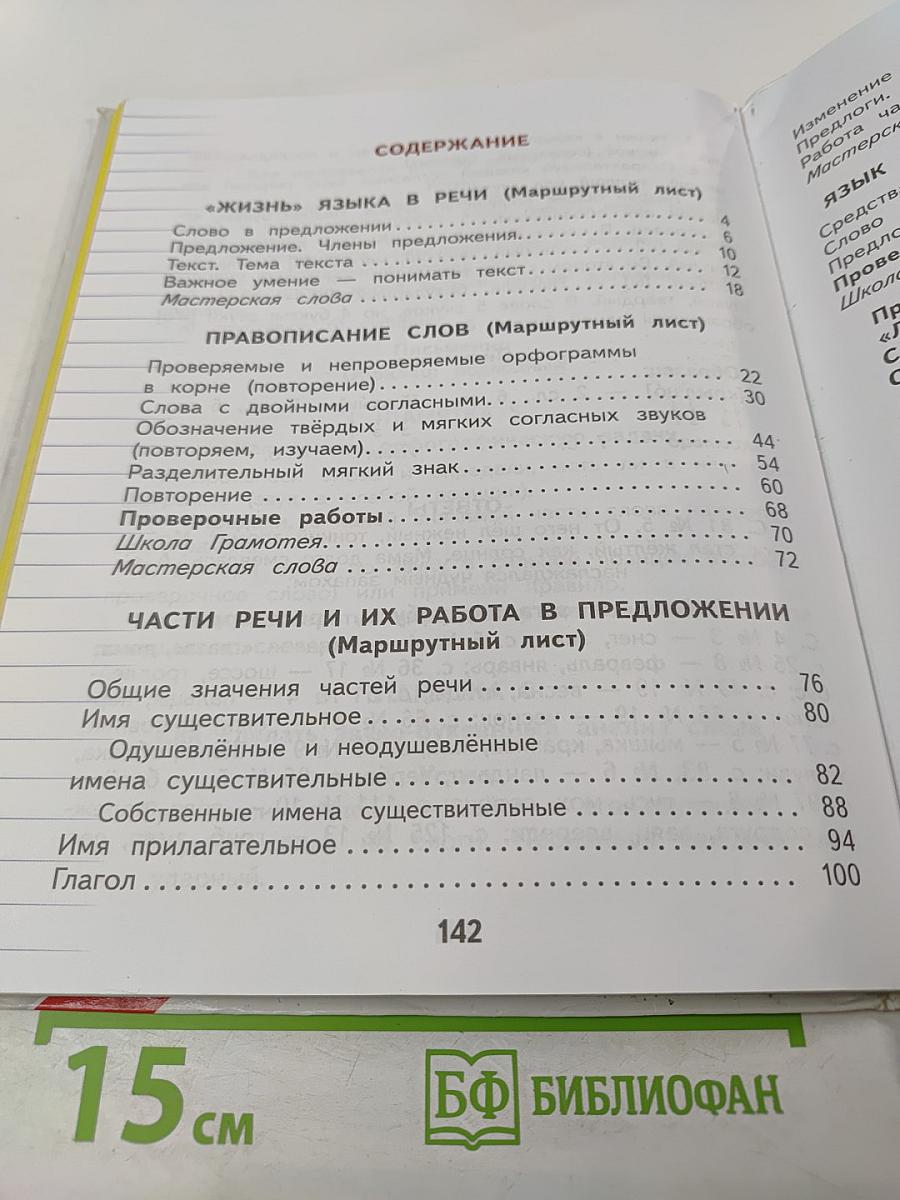 СОДЕРЖАНИЕ
«ЖИЗНЬ» ЯЗЫКА В РЕЧИ (Маршрутный лист)
Слово в предложении 4
Предложение. Члены предложения 6
Текст. Тема текста 10
Важное умение — понимать текст 12
Мастерская слова 18
ПРАВОПИСАНИЕ СЛОВ (Маршрутный лист)
Проверяемые и непроверяемые орфограммы
в корне (повторение) 22
Слова с двойными согласными 30
Обозначение твёрдых и мягких согласных звуков
(повторяем, изучаем) 44
Разделительный мягкий знак 54
Повторение 60
Проверочные работы 68
Школа Грамотея 70
Мастерская слова 72
ЧАСТИ РЕЧИ И ИХ РАБОТА В ПРЕДЛОЖЕНИИ
(Маршрутный лист)
Общие значения частей речи 76
Имя существительное 80
Одушевлённые и неодушевлённые
имена существительные 82
Собственные имена существительные 88
Имя прилагательное 94
Глагол 100
142
Изменение
Предлоги.
Работа
ЯЗЫК
Слово
Школа
15 см
БФ БИБЛИОФАН